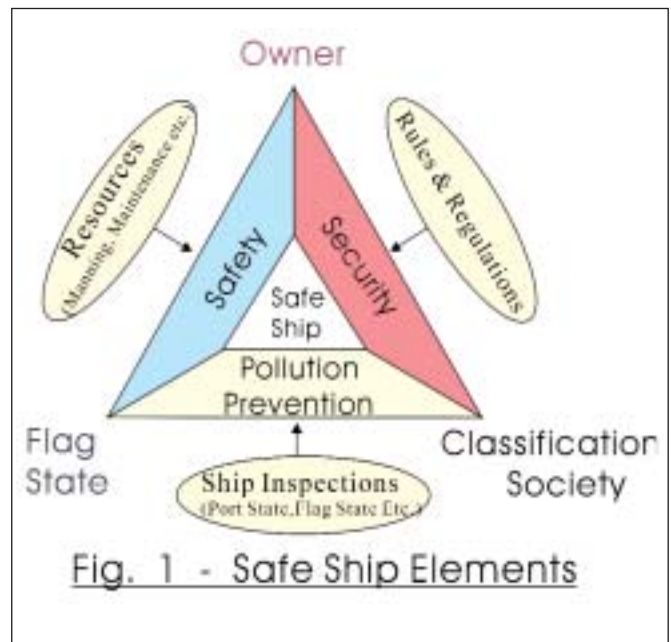 Owner
Resources
(Manning, Maintenance etc.)
Rules & Regulations
Safety
Security
Safe
Ship
Pollution
Prevention
Flag
State
Classification
Society
Ship Inspections
(Port State,Flag State Etc.)
Fig. 1 - Safe Ship Elements